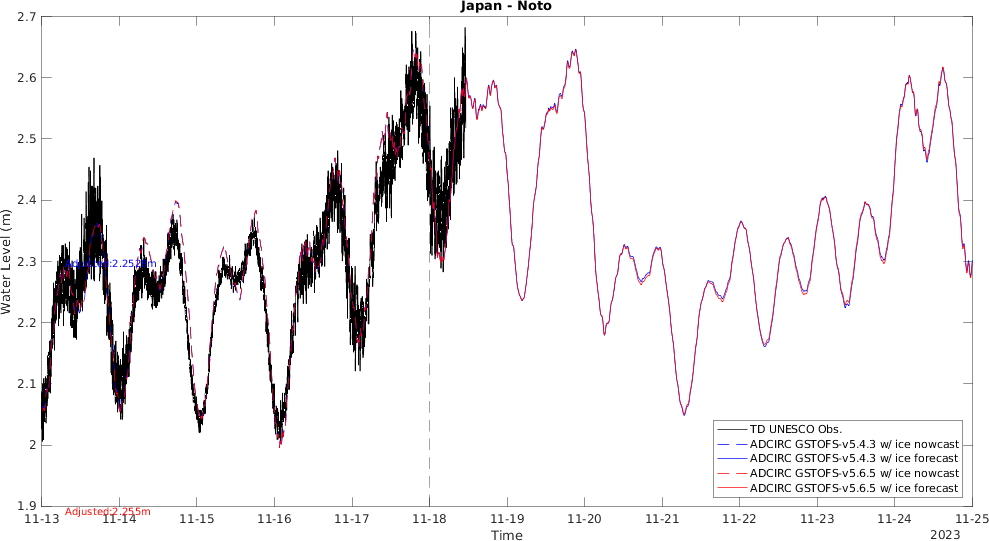 Japan - Noto
2.7
2.6
2.5
2.4
2.3
2.2
2.1
2
1.9
Water Level (m)
Adjusted:2.252m
Adjusted:2.255m
TD UNESCO Obs.
ADCIRC GSTOFS-v5.4.3 w/ ice nowcast
ADCIRC GSTOFS-v5.4.3 w/ ice forecast
ADCIRC GSTOFS-v5.6.5 w/ ice nowcast
ADCIRC GSTOFS-v5.6.5 w/ ice forecast
11-13 11-14 11-15 11-16 11-17 11-18 11-19 11-20 11-21 11-22 11-23 11-24 11-25
Time
2023